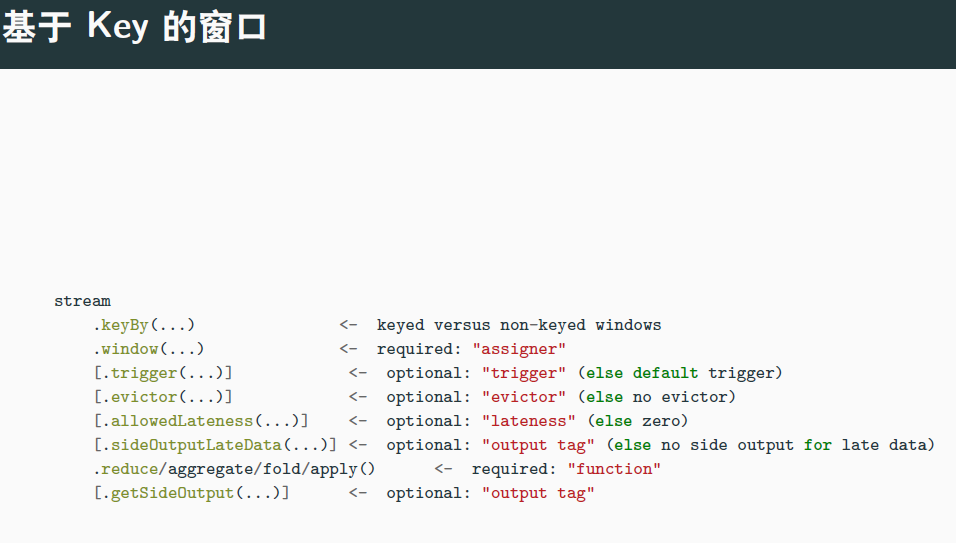 基于 Key 的窗口
stream
.keyBy(...) <- keyed versus non-keyed windows
.window(...) <- required: "assigner"
[.trigger(...)] <- optional: "trigger" (else default trigger)
[.evictor(...)] <- optional: "evictor" (else no evictor)
[.allowedLateness(...)] <- optional: "lateness" (else zero)
[.sideOutputLateData(...)] <- optional: "output tag" (else no side output for late data)
.reduce/aggregate/fold/apply() <- required: "function"
[.getSideOutput(...)] <- optional: "output tag"